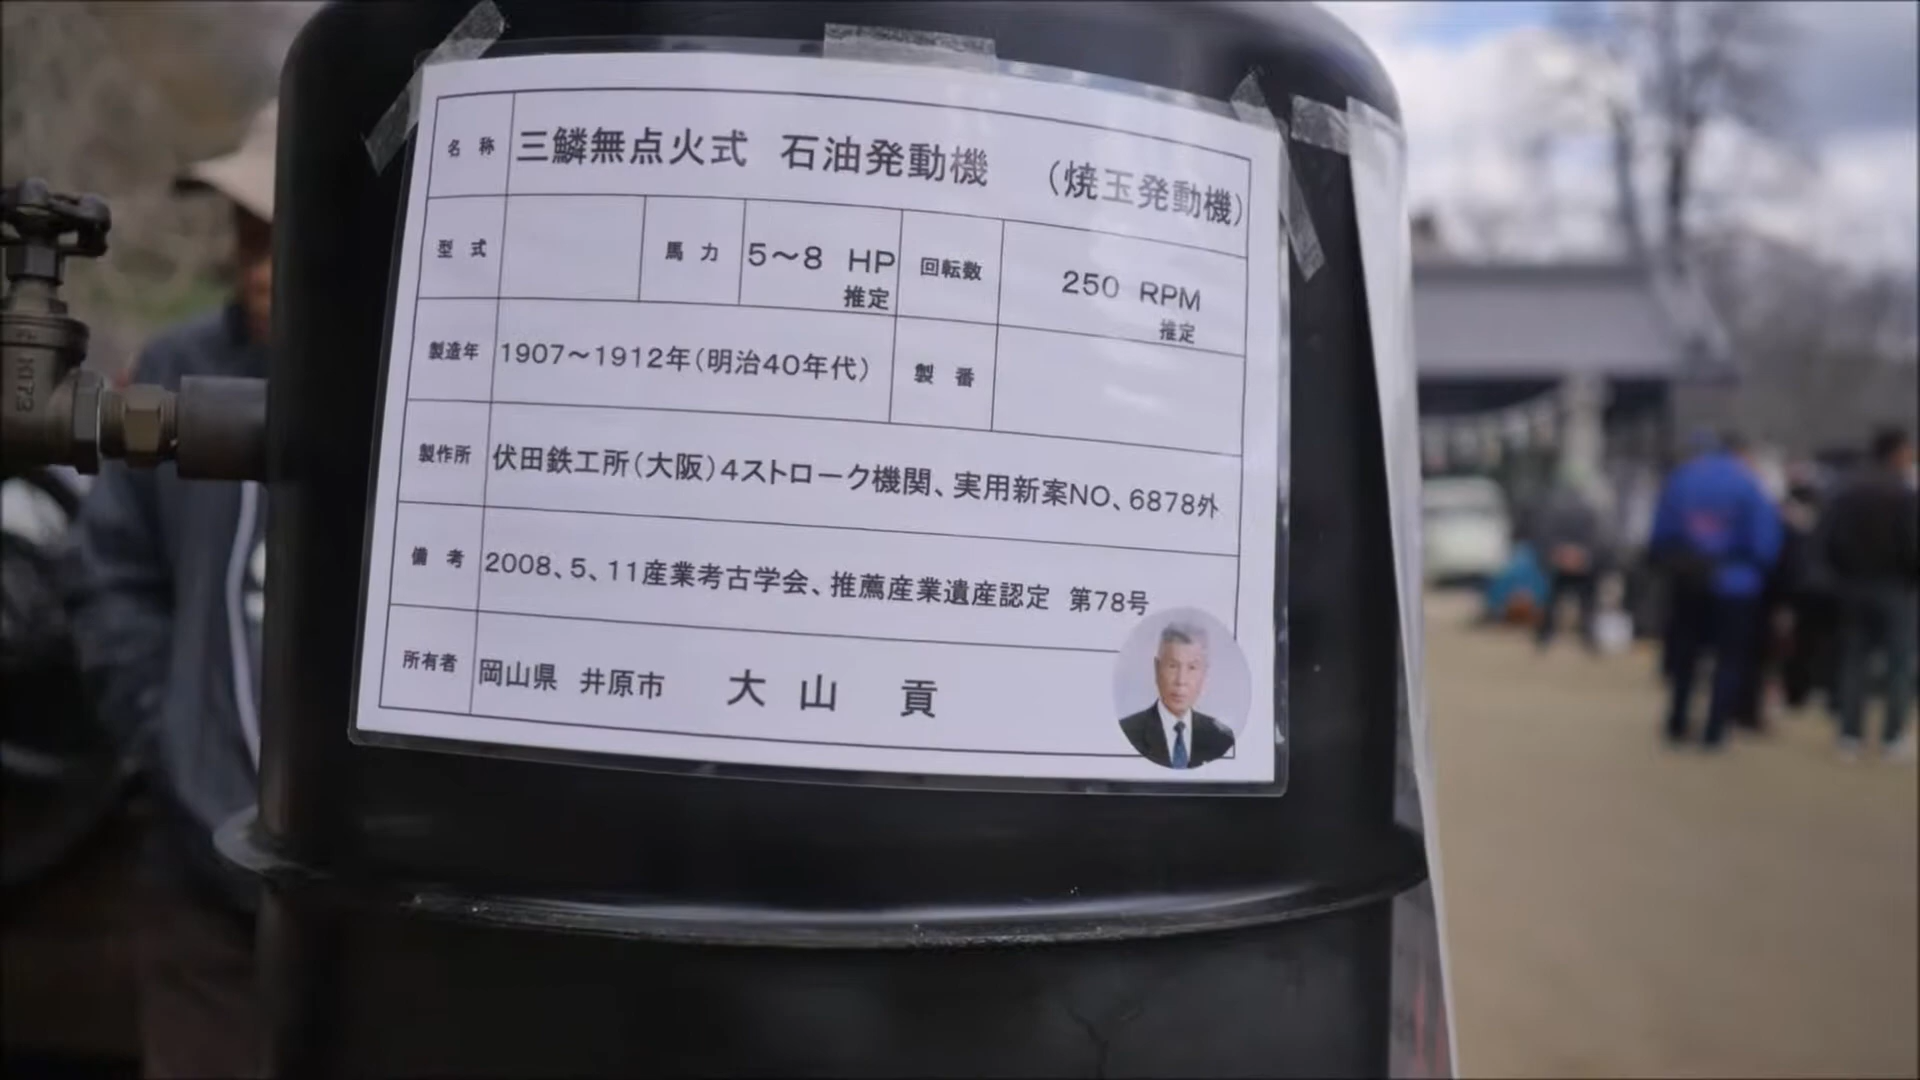 名 称 三鱗無点火式 石油発動機 (焼玉発動機)
型 式 馬 力 5～8 HP 推定 回転数 250 RPM 推定
製造年 1907～1912年(明治40年代) 製 番
製作所 伏田鉄工所(大阪)4ストローク機関、実用新案NO、6878外
備 考 2008、5、11産業考古学会、推薦産業遺産認定 第78号
所有者 岡山県 井原市 大 山 貢